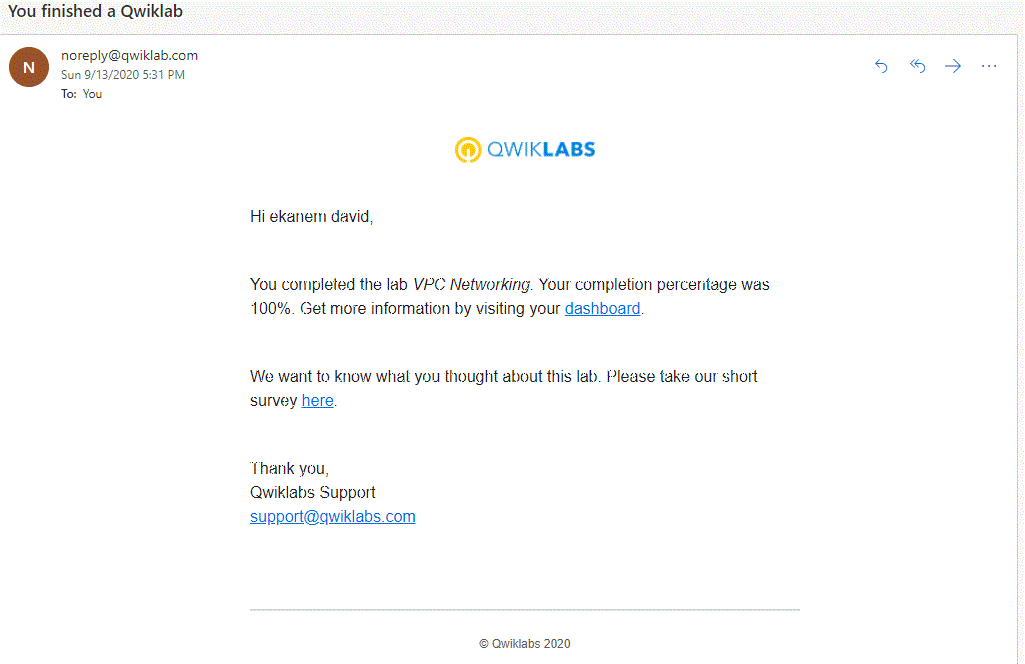 You finished a Qwiklab
N
noreply@qwiklab.com
Sun 9/13/2020 5:31 PM
To: You
QWIKLABS
Hi ekanem david,
You completed the lab VPC Networking. Your completion percentage was
100%. Get more information by visiting your dashboard.
We want to know what you thought about this lab. Please take our short
survey here.
Thank you,
Qwiklabs Support
support@qwiklabs.com
© Qwiklabs 2020